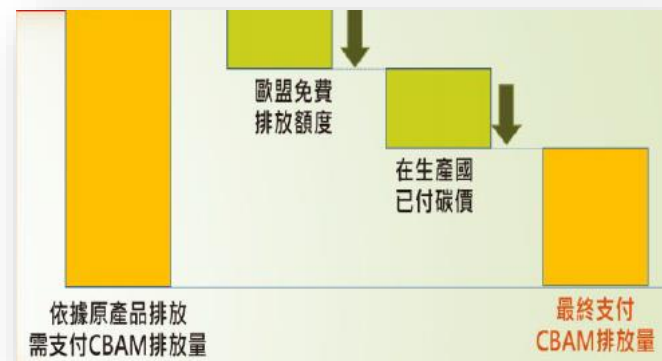 歐盟免費
排放額度
在生產國
已付碳價
依據原產品排放
需支付CBAM排放量
最終支付
CBAM排放量